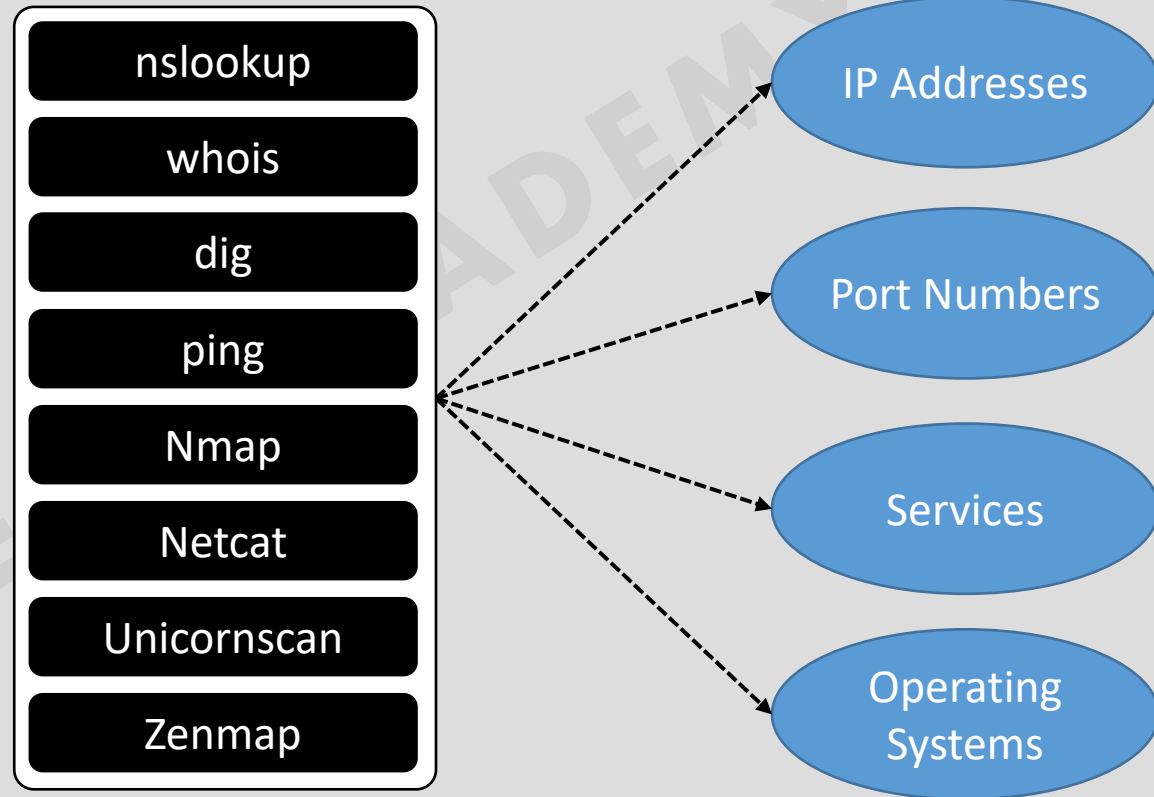 nslookup
whois
dig
ping
Nmap
Netcat
Unicornscan
Zenmap
IP Addresses
Port Numbers
Services
Operating
Systems